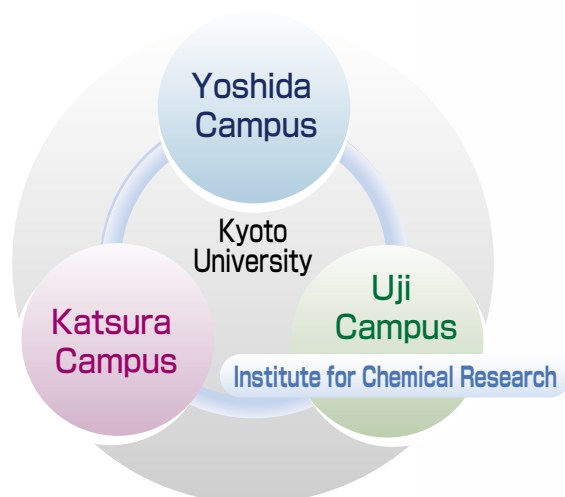 Yoshida
Campus
Kyoto
University
Katsura
Campus
Uji
Campus
Institute for Chemical Research